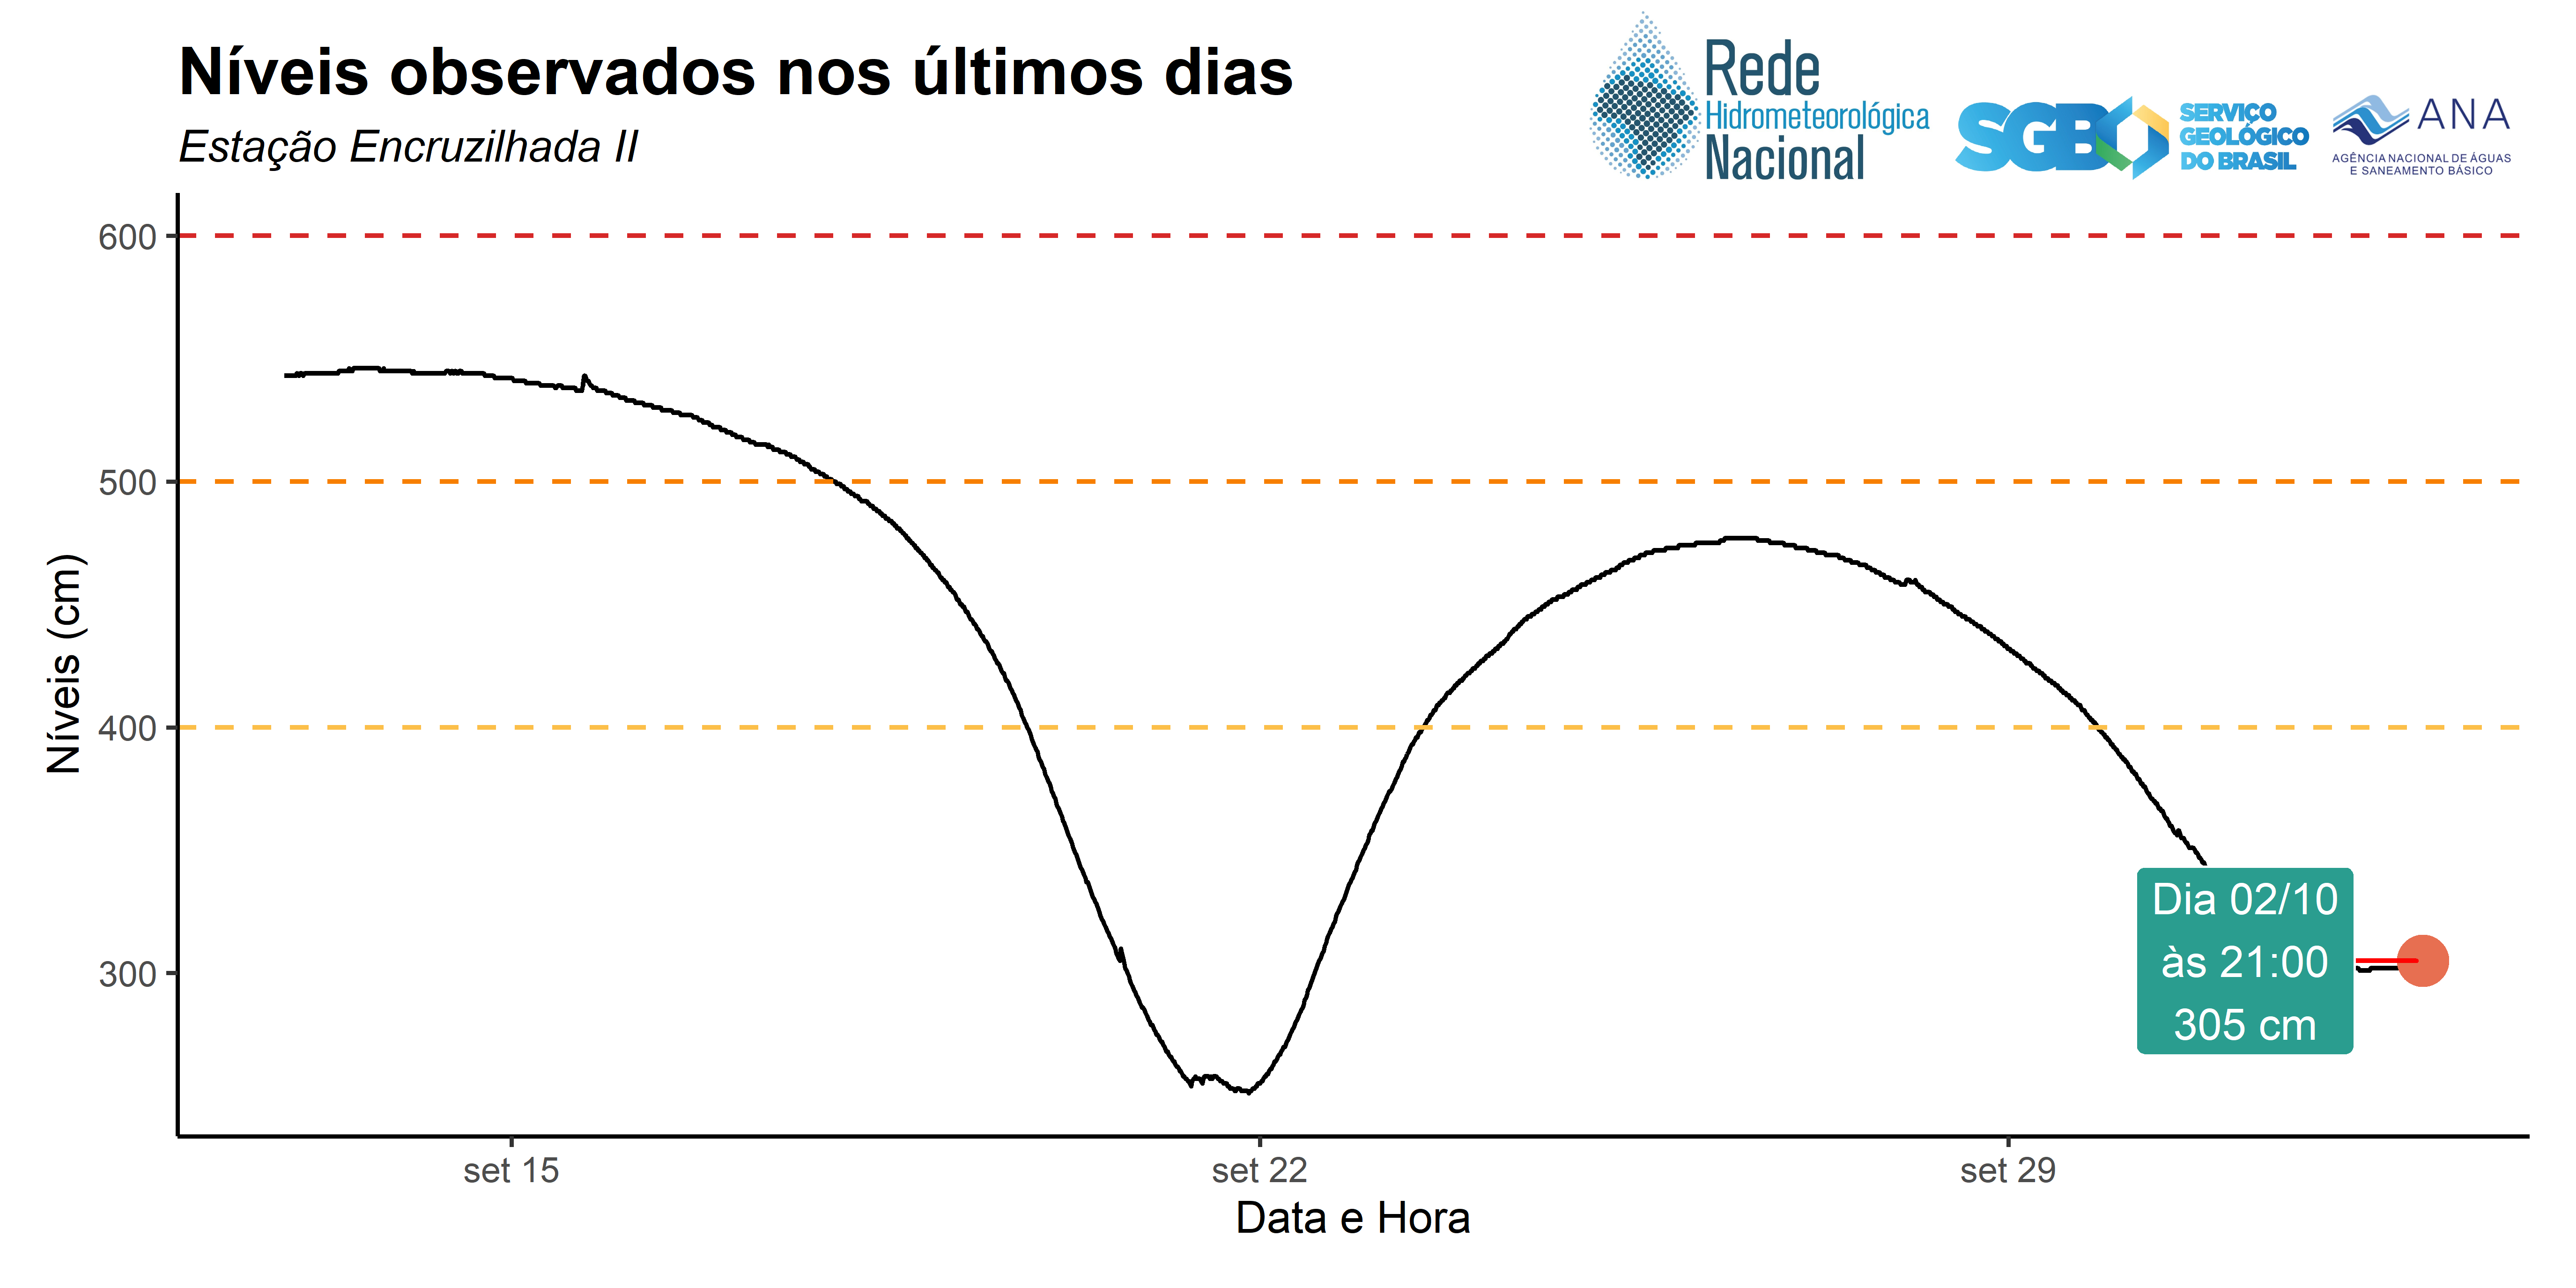 Níveis observados nos últimos dias
Estação Encruzilhada II
Rede
Hidrometeorológica
Nacional
SGB
SERVIÇO
GEOLÓGICO
DO BRASIL
ANA
AGÊNCIA NACIONAL DE ÁGUAS
E SANEAMENTO BÁSICO
Níveis (cm)
600
500
400
300
Dia 02/10
às 21:00
305 cm
set 15
set 22
set 29
Data e Hora